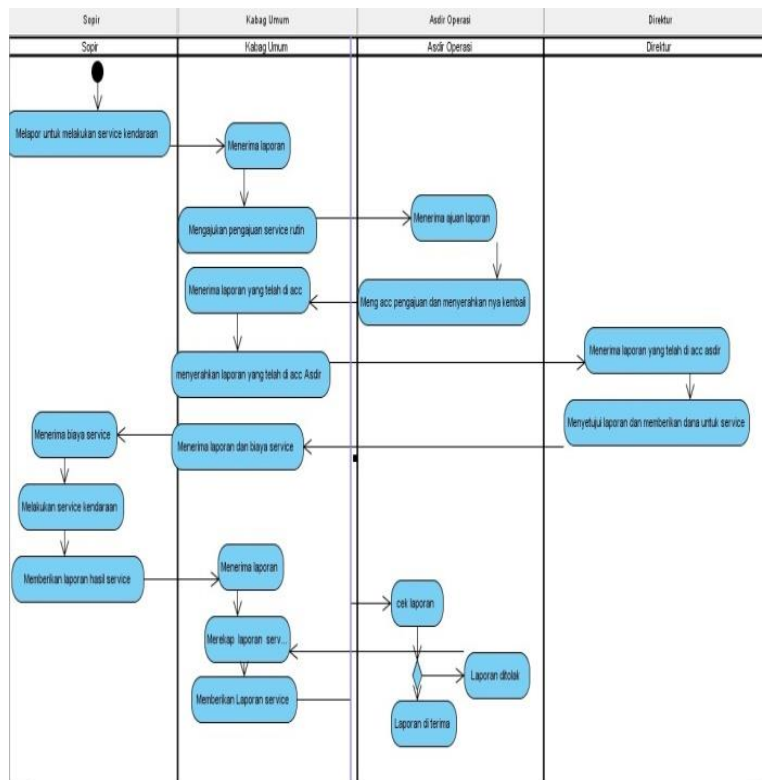 Sopir Kabag Umum Asdir Operasi Direktur
Sopir Kabag Umum Asdir Operasi Direktur
Melapor untuk melakukan service kendaraan
Menerima laporan
Mengajukan pengajuan service rutin
Menerima ajuan laporan
Meng acc pengajuan dan menyerahkan nya kembali
Menerima laporan yang telah di acc
menyerahkan laporan yang telah di acc Asdir
Menerima laporan yang telah di acc asdir
Menyetujui laporan dan memberikan dana untuk service
Menerima laporan dan biaya service
Menerima biaya service
Melakukan service kendaraan
Memberikan laporan hasil service
Menerima laporan
Merekap laporan serv...
Memberikan Laporan service
cek laporan
Laporan ditolak
Laporan di terima